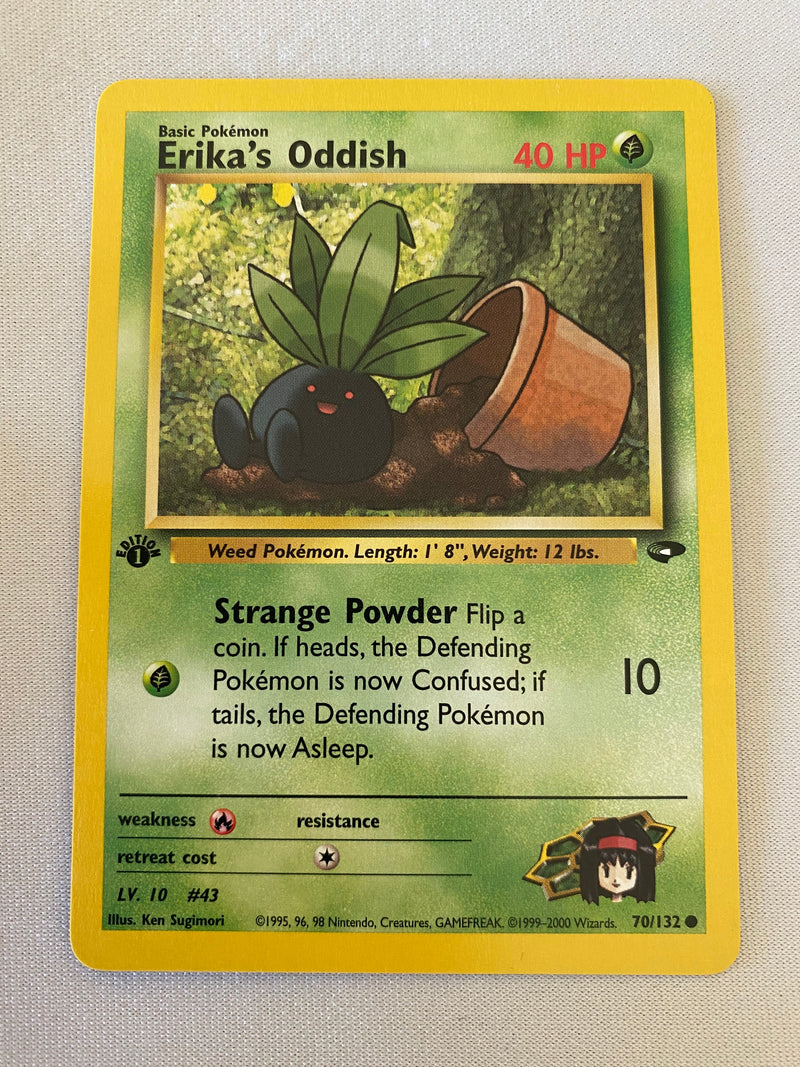 Basic Pokémon
Erika's Oddish 40 HP
EDITION
1
Weed Pokémon. Length: 1' 8", Weight: 12 lbs.
Strange Powder Flip a
coin. If heads, the Defending
Pokémon is now Confused; if
tails, the Defending Pokémon
is now Asleep.
10
weakness resistance
retreat cost
LV. 10 #43
Illus. Ken Sugimori ©1995, 96, 98 Nintendo, Creatures, GAMEFREAK. ©1999–2000 Wizards. 70/132 ●